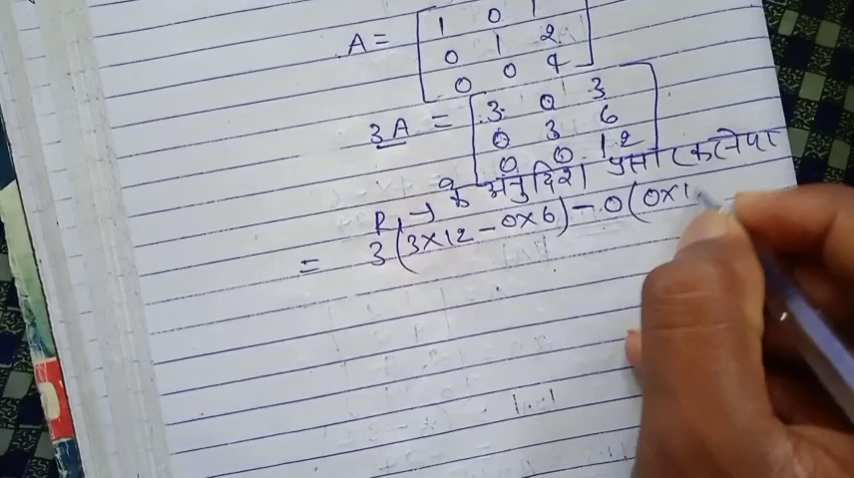 A = [ 1 0 1
0 1 2
0 0 4 ]
3A = [ 3 0 3
0 3 6
0 0 12 ]
R₁ → के अनुदिश प्रसार करने पर
= 3(3×12 - 0×6) - 0(0×1